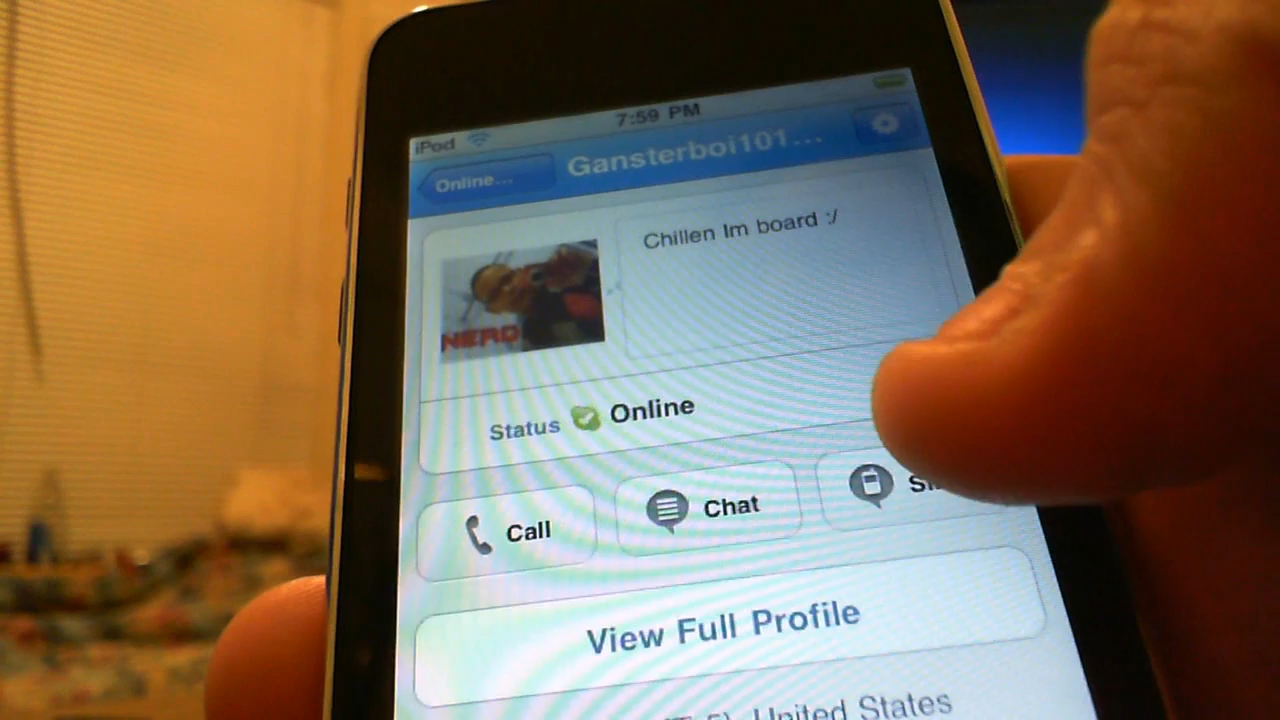 iPod 7:59 PM
Online... Gansterboi101...
Chillen Im board :/
NERD
Status Online
Call Chat
View Full Profile
United States